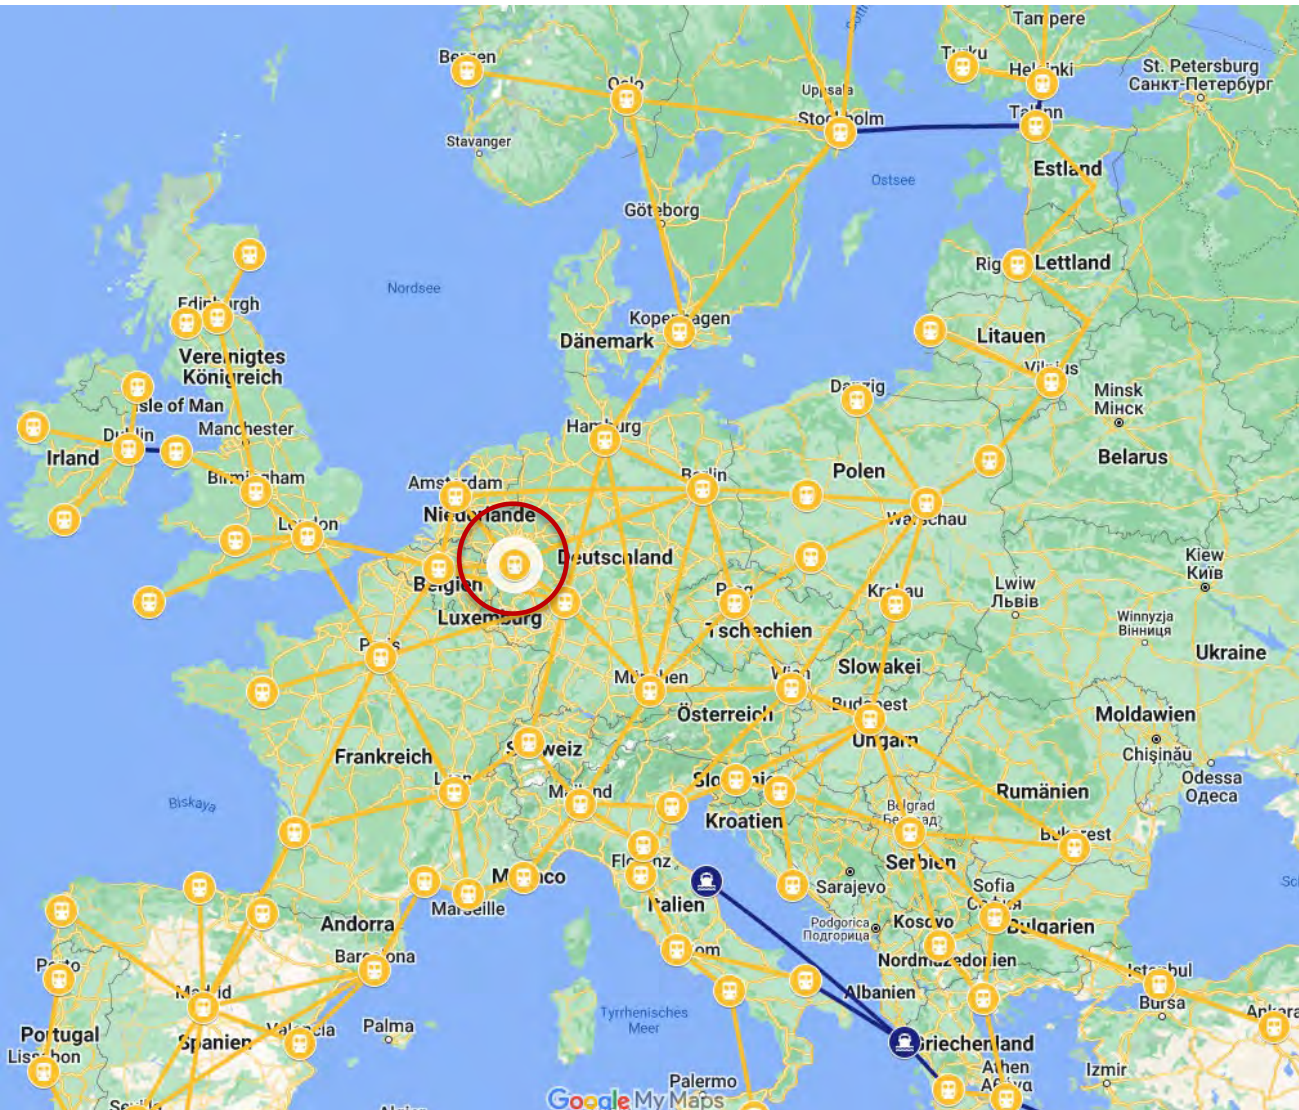 Tampere
Bergen
Turku
Helsinki
St. Petersburg
Санкт-Петербург
Oslo
Uppsala
Stockholm
Tallinn
Stavanger
Estland
Ostsee
Göteborg
Riga
Lettland
Nordsee
Edinburgh
Kopenhagen
Dänemark
Litauen
Vereinigtes
Königreich
Vilnius
Minsk
Мінск
Danzig
Isle of Man
Dublin
Manchester
Hamburg
Irland
Polen
Belarus
Birmingham
Amsterdam
Berlin
Niederlande
Warschau
London
Deutschland
Kiew
Київ
Belgien
Prag
Krakau
Lwiw
Львів
Luxemburg
Tschechien
Winnyzja
Вінниця
Paris
Ukraine
Slowakei
München
Wien
Budapest
Österreich
Ungarn
Moldawien
Schweiz
Chişinău
Frankreich
Odessa
Одеса
Lyon
Mailand
Slowenien
Rumänien
Biskaya
Belgrad
Београд
Kroatien
Bukarest
Florenz
Serbien
Monaco
Sarajevo
Sofia
София
Marseille
Italien
Andorra
Podgorica
Подгорица
Kosovo
Bulgarien
Rom
Porto
Barcelona
Nordmazedonien
Istanbul
Madrid
Albanien
Bursa
Ankara
Tyrrhenisches
Meer
Portugal
Valencia
Palma
Spanien
Griechenland
Lissabon
Athen
Αθήνα
Izmir
Palermo
Google My Maps
Sevilla